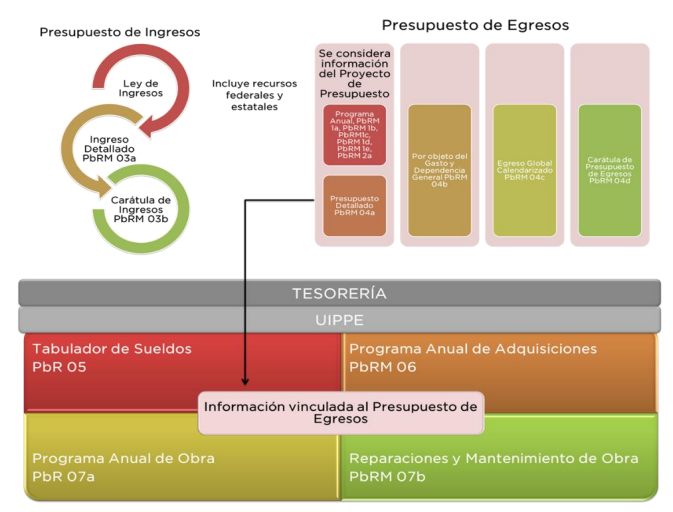 Presupuesto de Ingresos
Ley de
Ingresos
Ingreso
Detallado
PbRM 03a
Carátula de
Ingresos
PbRM 03b
Incluye recursos
federales y
estatales
Presupuesto de Egresos
Se considera
información
del Proyecto
de
Presupuesto
Programa
Anual, PbRM
1a, PbRM 1b,
PbRM1c,
PbRM 1d,
PbRM 1e,
PbRM 2a
Presupuesto
Detallado
PbRM 04a
Por objeto del
Gasto y
Dependencia
General PbRM
04b
Egreso Global
Calendarizado
PbRM 04c
Carátula de
Presupuesto
de Egresos
PbRM 04d
TESORERÍA
UIPPE
Tabulador de Sueldos
PbR 05
Programa Anual de Adquisiciones
PbRM 06
Información vinculada al Presupuesto de
Egresos
Programa Anual de Obra
PbR 07a
Reparaciones y Mantenimiento de Obra
PbRM 07b